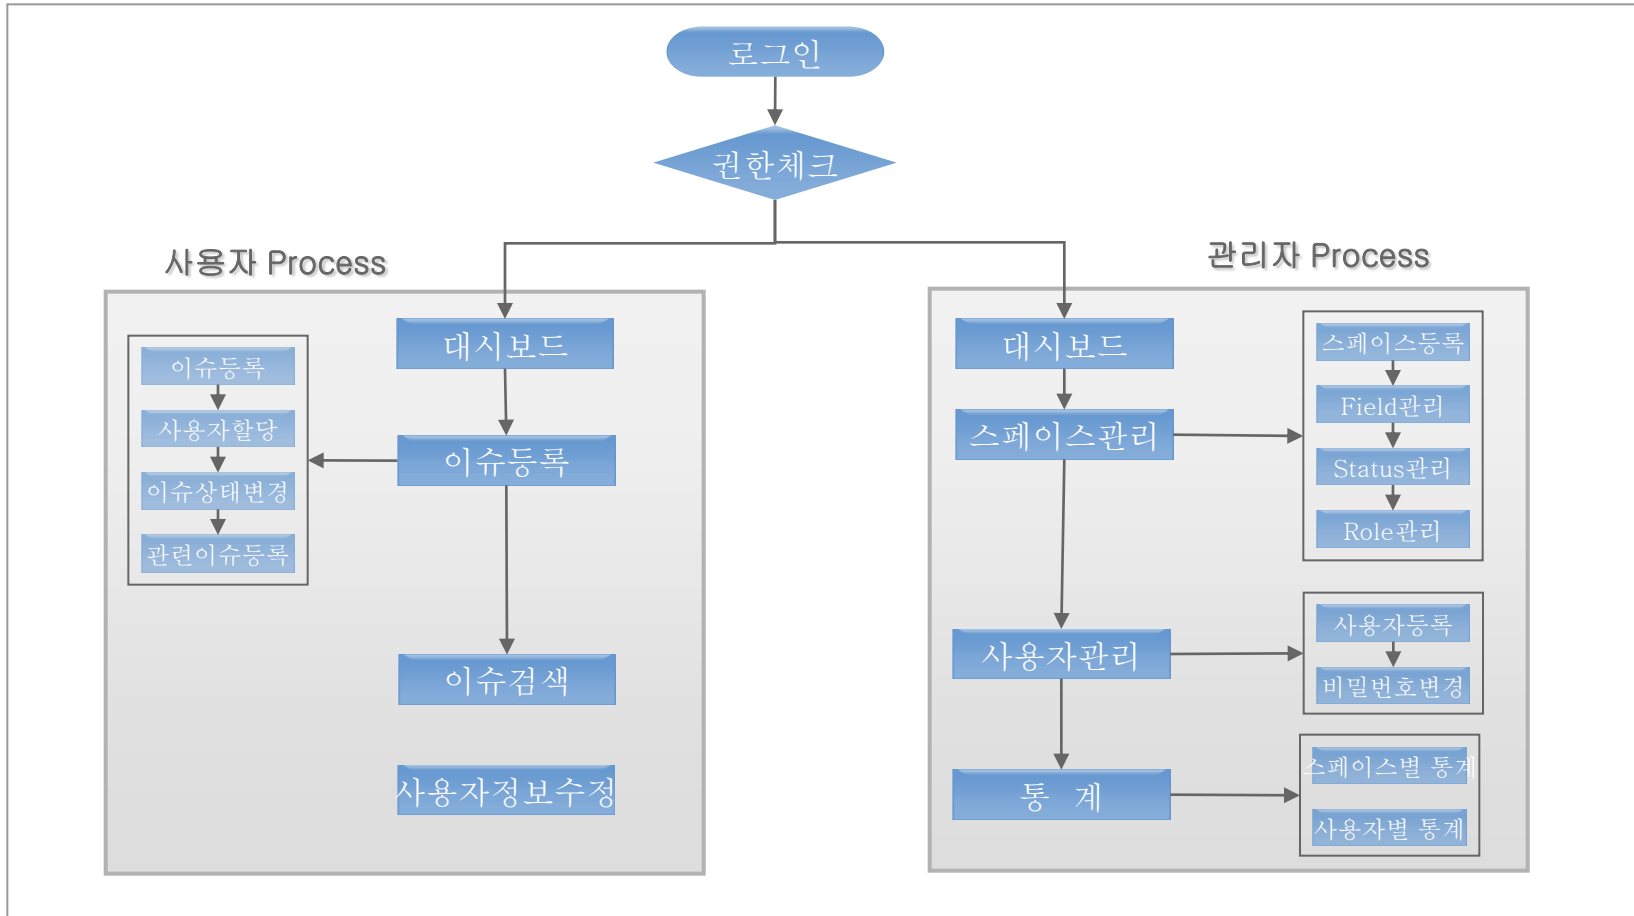 로그인
권한체크
사용자 Process
대시보드
이슈등록
이슈등록
사용자할당
이슈상태변경
관련이슈등록
이슈검색
사용자정보수정
관리자 Process
대시보드
스페이스관리
스페이스등록
Field관리
Status관리
Role관리
사용자관리
사용자등록
비밀번호변경
통 계
스페이스별 통계
사용자별 통계